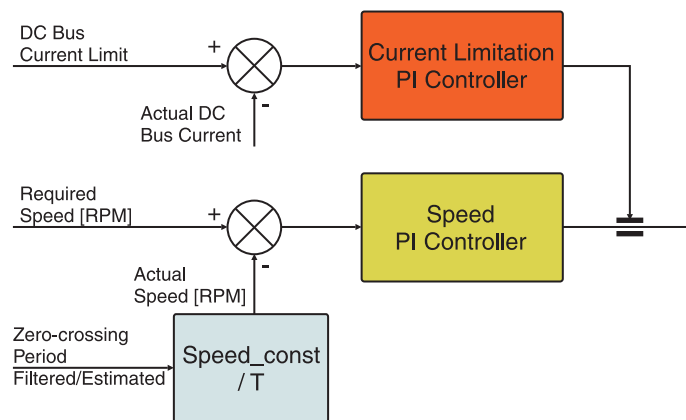 DC Bus
Current Limit
+
Current Limitation
PI Controller
Actual DC
Bus Current
-
Required
Speed [RPM]
+
Speed
PI Controller
Actual
Speed [RPM]
-
Zero-crossing
Period
Filtered/Estimated
Speed_const
/ T